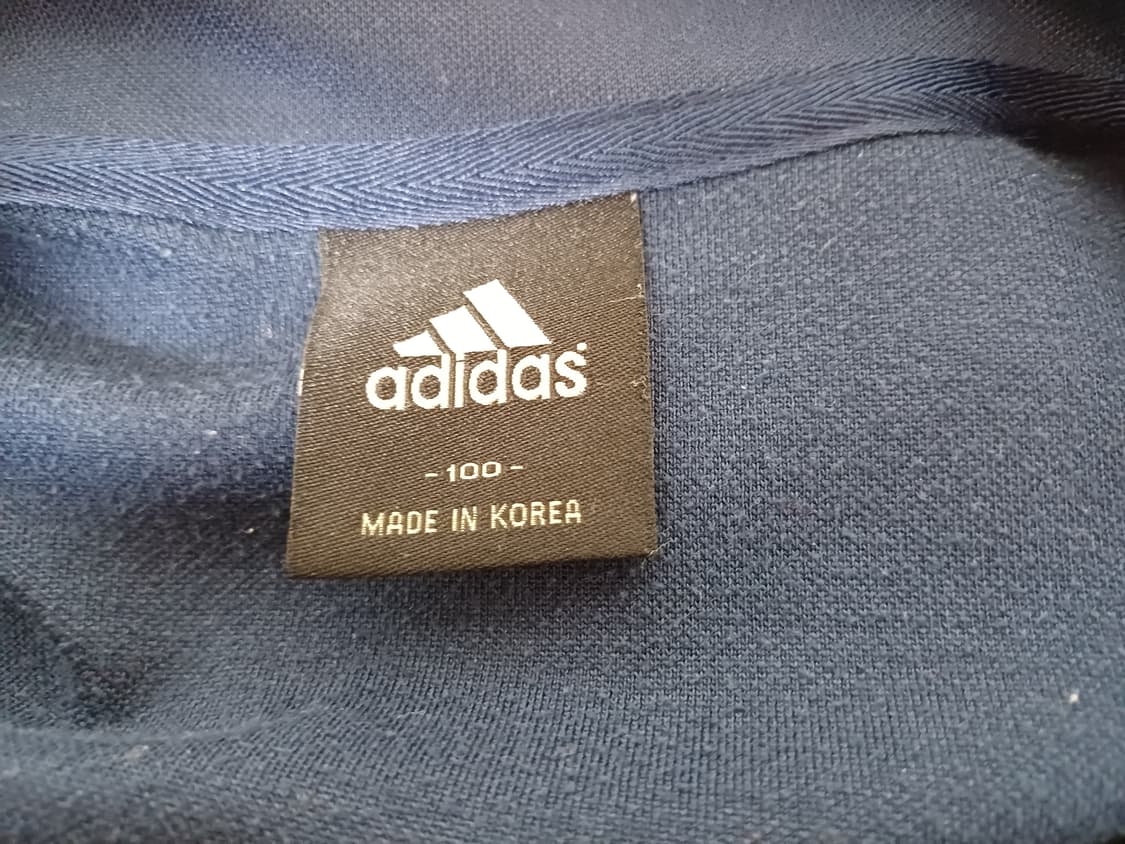 adidas
-100-
MADE IN KOREA